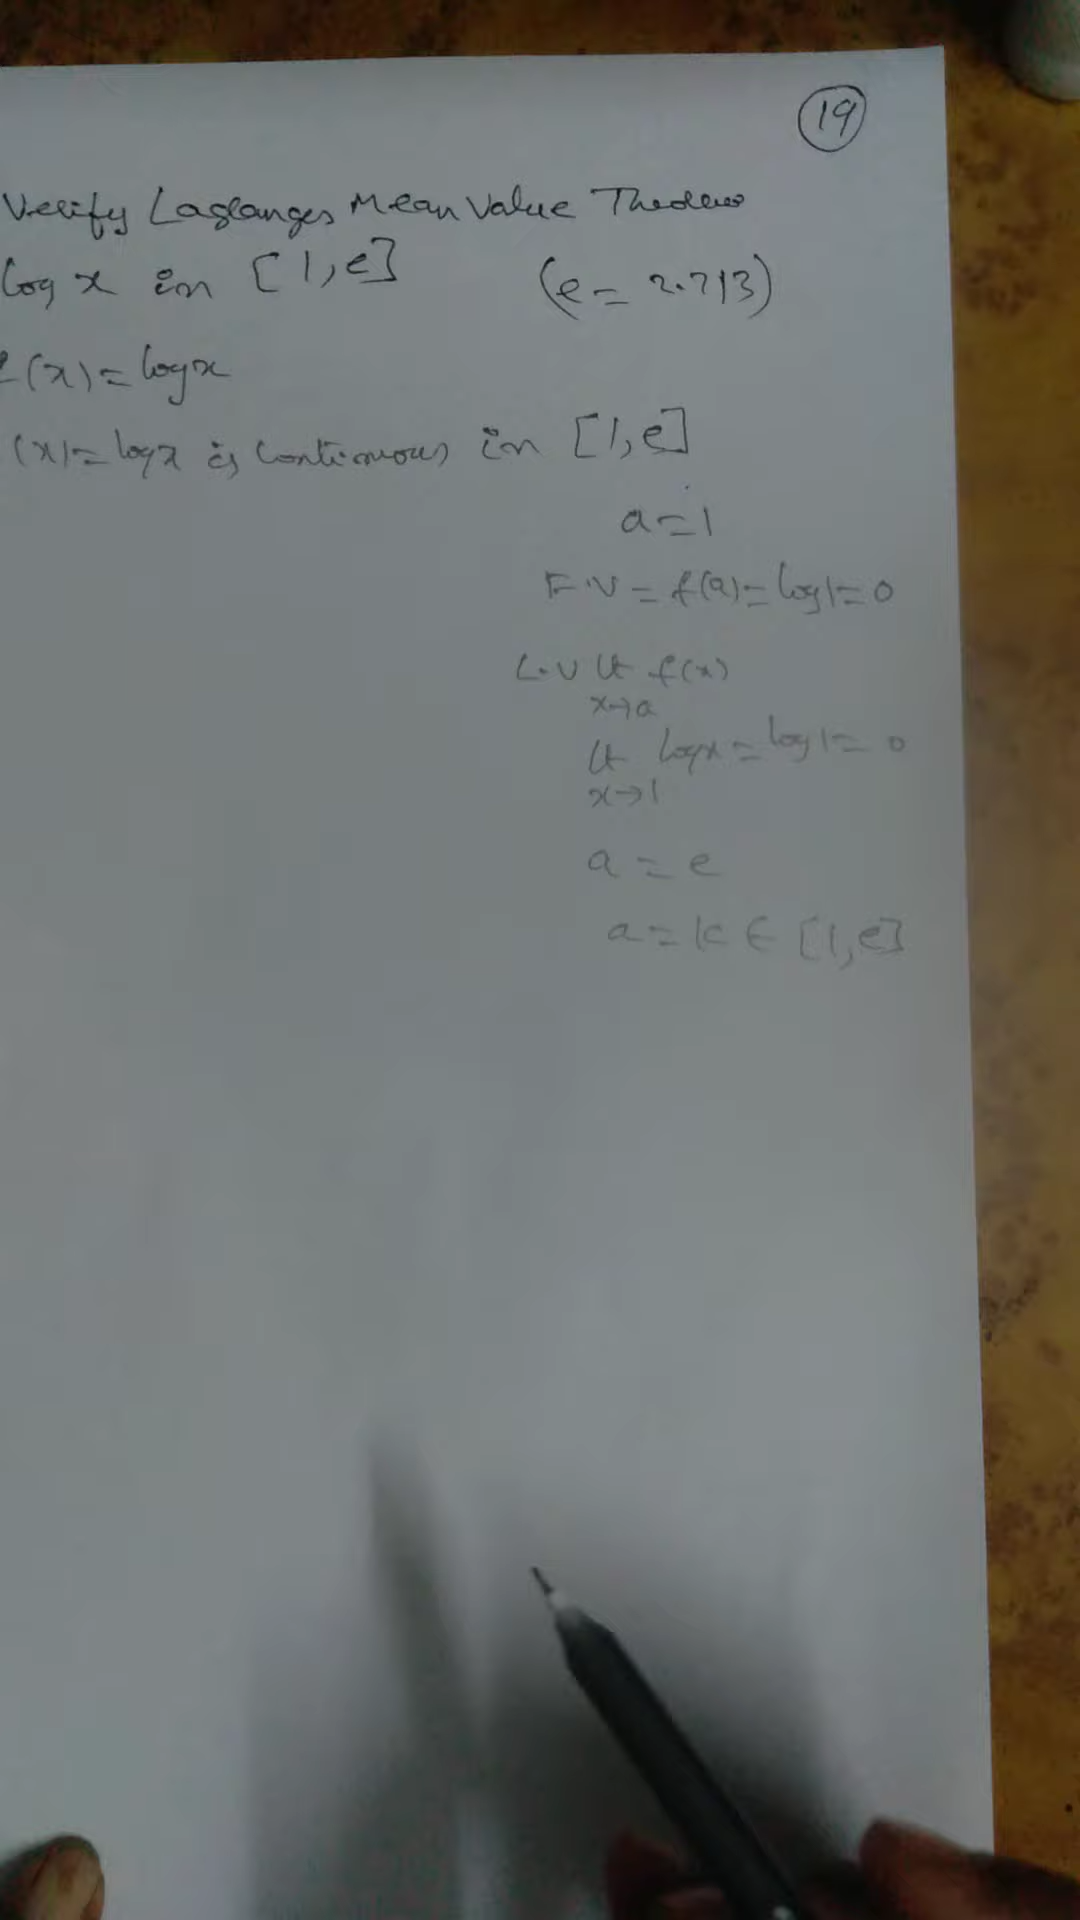 19
Verify Lagranges Mean Value Theorem
log x in [1,e] (e = 2.713)
f(x) = log x
(x) = log x is continuous in [1,e]
a = 1
F.V = f(a) = log 1 = 0
L.V Lt f(x)
x→a
Lt log x = log 1 = 0
x→1
a = e
a = k ∈ [1,e]